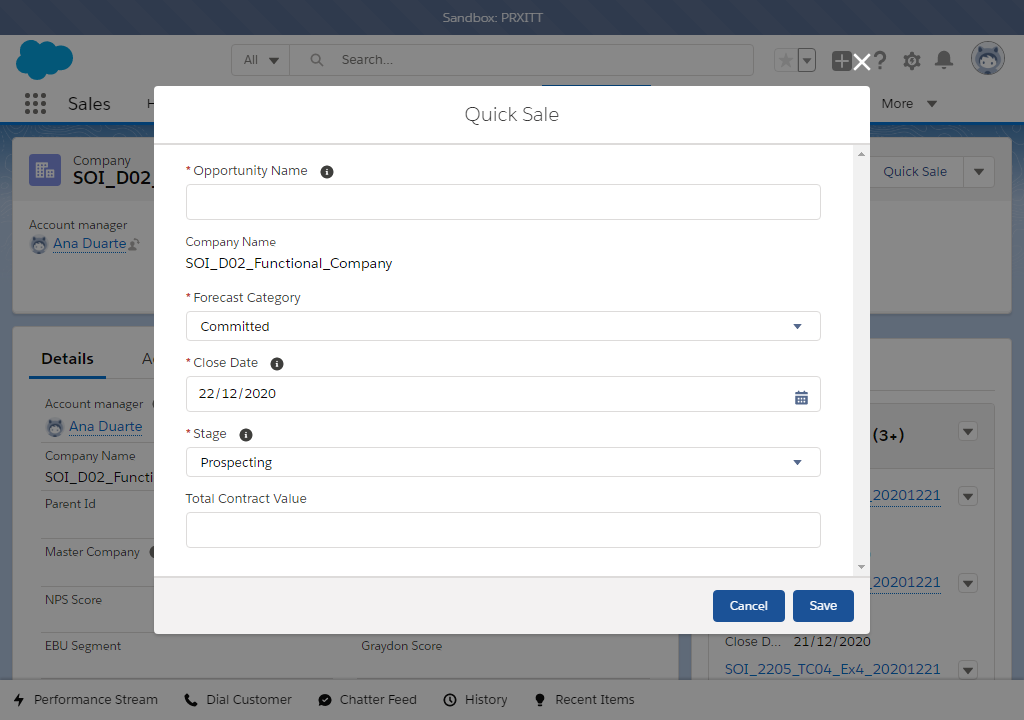 Sandbox: PRXITT
All
Search...
Sales
More
Company
SOI_D02_
Quick Sale
Account manager
Ana Duarte
Quick Sale
* Opportunity Name
Company Name
SOI_D02_Functional_Company
* Forecast Category
Committed
* Close Date
22/12/2020
* Stage
Prospecting
Total Contract Value
Cancel
Save
Details
Account manager
Ana Duarte
Company Name
SOI_D02_Functi
Parent Id
Master Company
NPS Score
EBU Segment
Graydon Score
(3+)
_20201221
_20201221
Close D... 21/12/2020
SOI_2205_TC04_Ex4_20201221
Performance Stream
Dial Customer
Chatter Feed
History
Recent Items